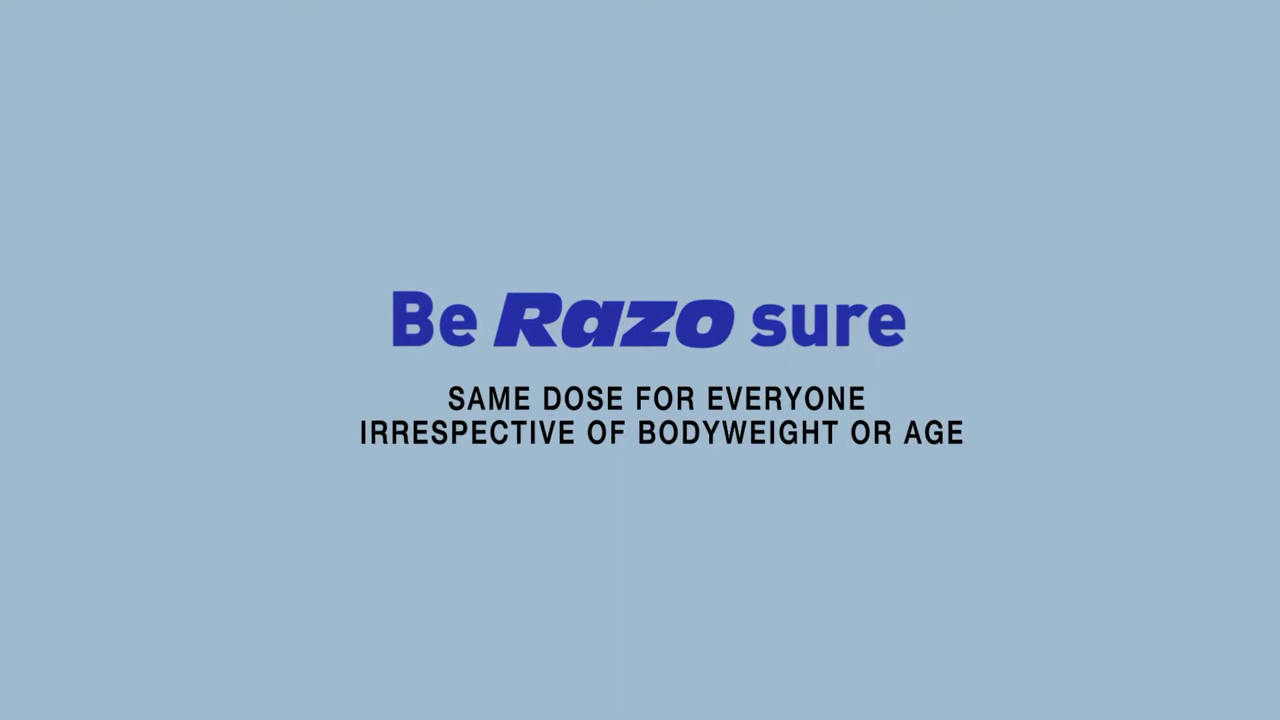 Be Razo sure
SAME DOSE FOR EVERYONE
IRRESPECTIVE OF BODYWEIGHT OR AGE